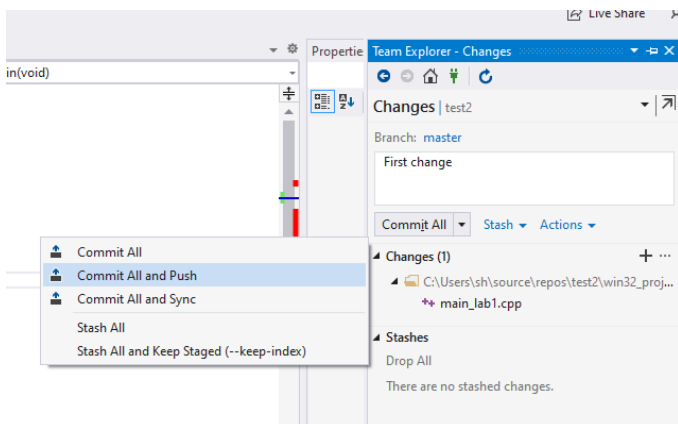 Live Share
Propertie
Team Explorer - Changes
in(void)
Changes | test2
Branch: master
First change
Commit All
Stash
Actions
Commit All
Commit All and Push
Commit All and Sync
Stash All
Stash All and Keep Staged (--keep-index)
Changes (1)
C:\Users\sh\source\repos\test2\win32_proj...
main_lab1.cpp
Stashes
Drop All
There are no stashed changes.